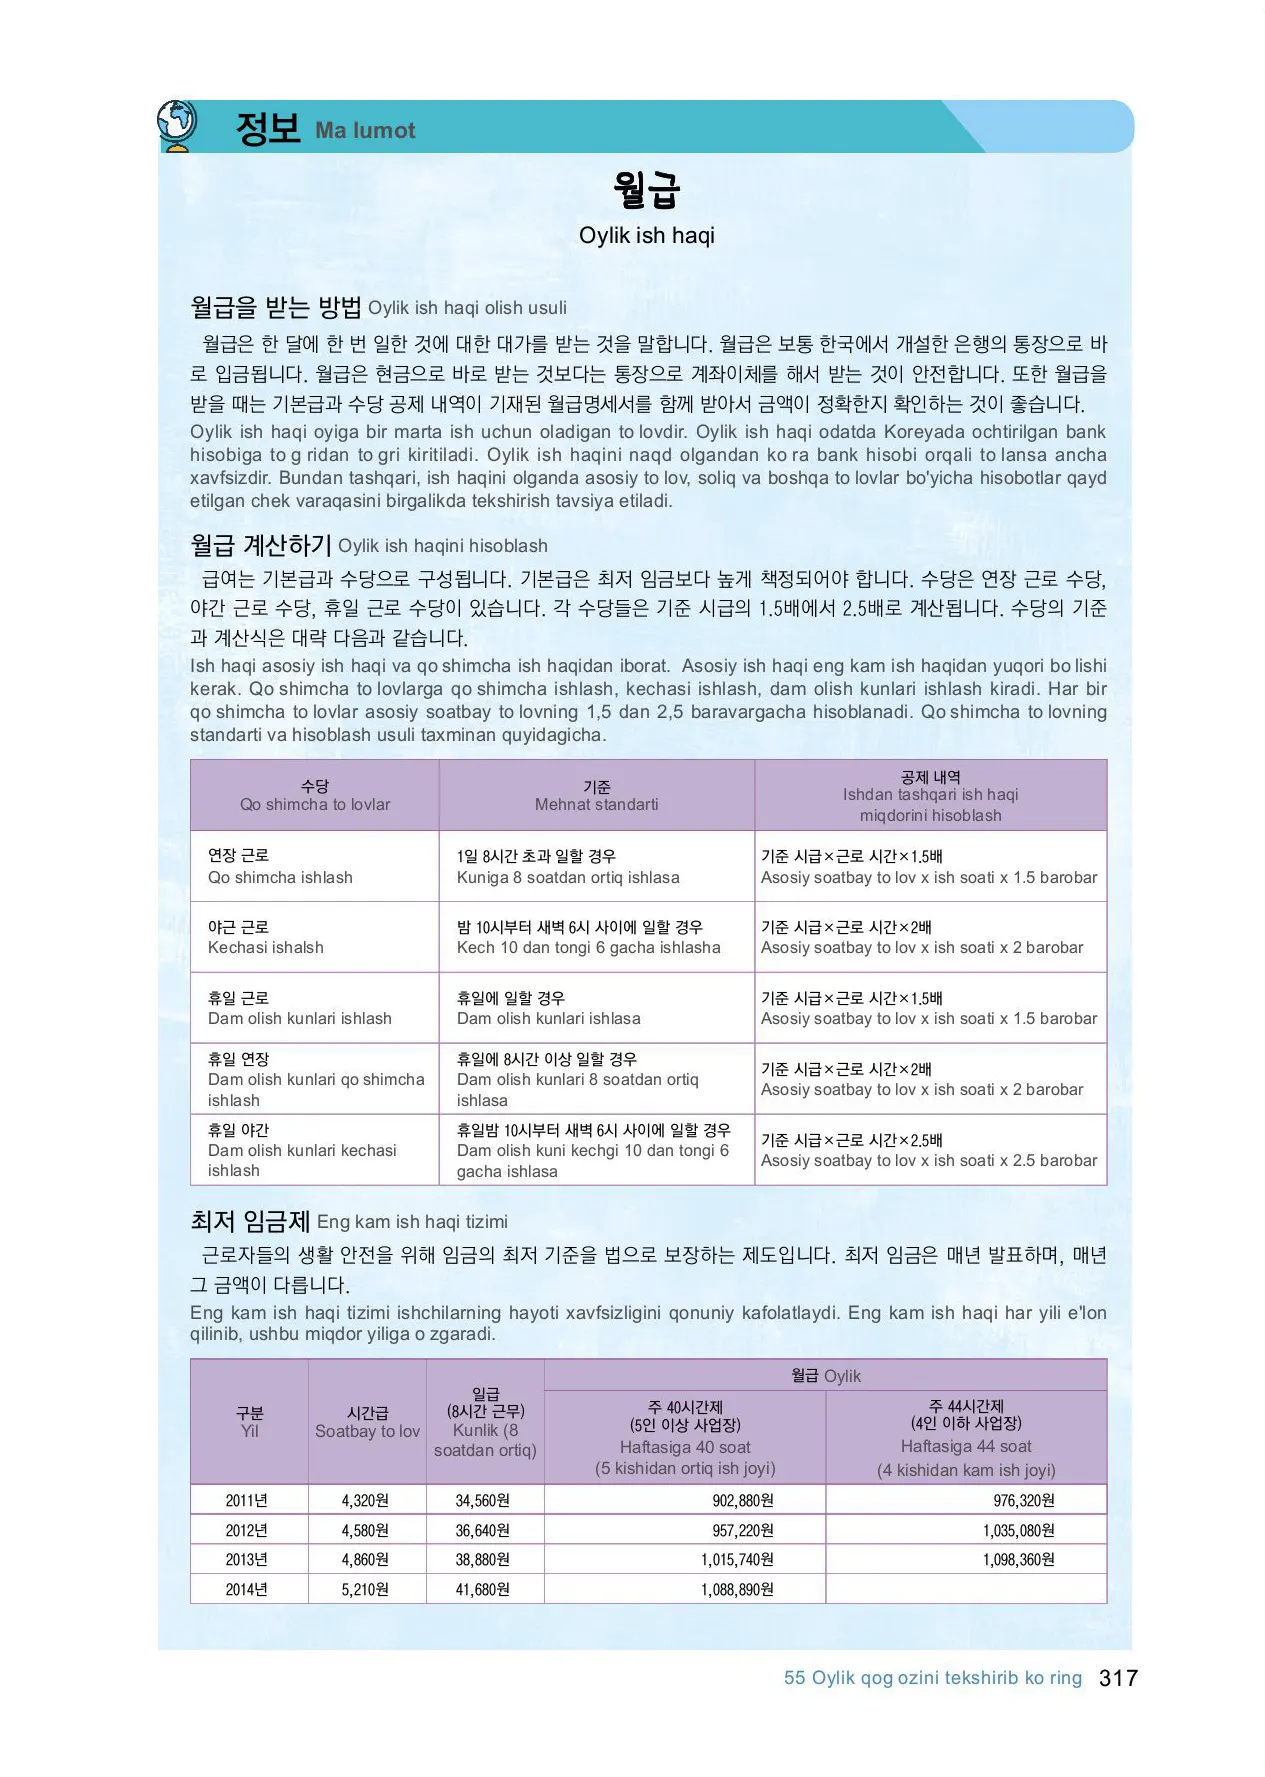 정보 Ma lumot
월급
Oylik ish haqi
월급을 받는 방법 Oylik ish haqi olish usuli
월급은 한 달에 한 번 일한 것에 대한 대가를 받는 것을 말합니다. 월급은 보통 한국에서 개설한 은행의 통장으로 바
로 입금됩니다. 월급은 현금으로 바로 받는 것보다는 통장으로 계좌이체를 해서 받는 것이 안전합니다. 또한 월급을
받을 때는 기본급과 수당 공제 내역이 기재된 월급명세서를 함께 받아서 금액이 정확한지 확인하는 것이 좋습니다.
Oylik ish haqi oyiga bir marta ish uchun oladigan to lovdir. Oylik ish haqi odatda Koreyada ochtirilgan bank
hisobiga to g ridan to gri kiritiladi. Oylik ish haqini naqd olgandan ko ra bank hisobi orqali to lansa ancha
xavfsizdir. Bundan tashqari, ish haqini olganda asosiy to lov, soliq va boshqa to lovlar bo'yicha hisobotlar qayd
etilgan chek varaqasini birgalikda tekshirish tavsiya etiladi.
월급 계산하기 Oylik ish haqini hisoblash
급여는 기본급과 수당으로 구성됩니다. 기본급은 최저 임금보다 높게 책정되어야 합니다. 수당은 연장 근로 수당,
야간 근로 수당, 휴일 근로 수당이 있습니다. 각 수당들은 기준 시급의 1.5배에서 2.5배로 계산됩니다. 수당의 기준
과 계산식은 대략 다음과 같습니다.
Ish haqi asosiy ish haqi va qo shimcha ish haqidan iborat. Asosiy ish haqi eng kam ish haqidan yuqori bo lishi
kerak. Qo shimcha to lovlarga qo shimcha ishlash, kechasi ishlash, dam olish kunlari ishlash kiradi. Har bir
qo shimcha to lovlar asosiy soatbay to lovning 1,5 dan 2,5 baravargacha hisoblanadi. Qo shimcha to lovning
standarti va hisoblash usuli taxminan quyidagicha.
수당 기준 공제 내역
Qo shimcha to lovlar Mehnat standarti Ishdan tashqari ish haqi
miqdorini hisoblash
연장 근로 1일 8시간 초과 일할 경우 기준 시급×근로 시간×1.5배
Qo shimcha ishlash Kuniga 8 soatdan ortiq ishlasa Asosiy soatbay to lov x ish soati x 1.5 barobar
야근 근로 밤 10시부터 새벽 6시 사이에 일할 경우 기준 시급×근로 시간×2배
Kechasi ishalsh Kech 10 dan tongi 6 gacha ishlasha Asosiy soatbay to lov x ish soati x 2 barobar
휴일 근로 휴일에 일할 경우 기준 시급×근로 시간×1.5배
Dam olish kunlari ishlash Dam olish kunlari ishlasa Asosiy soatbay to lov x ish soati x 1.5 barobar
휴일 연장 휴일에 8시간 이상 일할 경우 기준 시급×근로 시간×2배
Dam olish kunlari qo shimcha Dam olish kunlari 8 soatdan ortiq Asosiy soatbay to lov x ish soati x 2 barobar
ishlash ishlasa
휴일 야간 휴일밤 10시부터 새벽 6시 사이에 일할 경우 기준 시급×근로 시간×2.5배
Dam olish kunlari kechasi Dam olish kuni kechgi 10 dan tongi 6 Asosiy soatbay to lov x ish soati x 2.5 barobar
ishlash gacha ishlasa
최저 임금제 Eng kam ish haqi tizimi
근로자들의 생활 안전을 위해 임금의 최저 기준을 법으로 보장하는 제도입니다. 최저 임금은 매년 발표하며, 매년
그 금액이 다릅니다.
Eng kam ish haqi tizimi ishchilarning hayoti xavfsizligini qonuniy kafolatlaydi. Eng kam ish haqi har yili e'lon
qilinib, ushbu miqdor yiliga o zgaradi.
월급 Oylik
구분 시간급 일급 주 40시간제 주 44시간제
(8시간 근무) (5인 이상 사업장) (4인 이하 사업장)
Yil Soatbay to lov Kunlik (8 Haftasiga 40 soat Haftasiga 44 soat
soatdan ortiq) (5 kishidan ortiq ish joyi) (4 kishidan kam ish joyi)
2011년 4,320원 34,560원 902,880원 976,320원
2012년 4,580원 36,640원 957,220원 1,035,080원
2013년 4,860원 38,880원 1,015,740원 1,098,360원
2014년 5,210원 41,680원 1,088,890원
55 Oylik qog ozini tekshirib ko ring 317